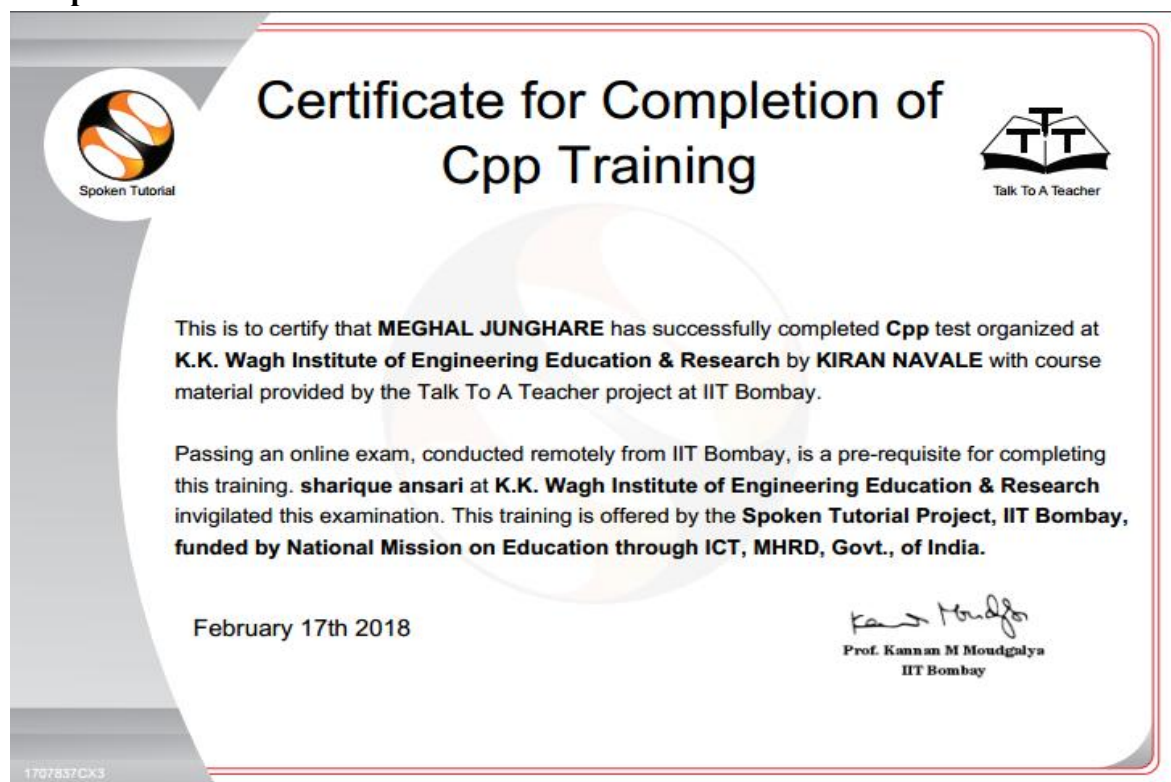 Certificate for Completion of
Cpp Training
Spoken Tutorial
Talk To A Teacher
This is to certify that MEGHAL JUNGHARE has successfully completed Cpp test organized at
K.K. Wagh Institute of Engineering Education & Research by KIRAN NAVALE with course
material provided by the Talk To A Teacher project at IIT Bombay.
Passing an online exam, conducted remotely from IIT Bombay, is a pre-requisite for completing
this training. sharique ansari at K.K. Wagh Institute of Engineering Education & Research
invigilated this examination. This training is offered by the Spoken Tutorial Project, IIT Bombay,
funded by National Mission on Education through ICT, MHRD, Govt., of India.
February 17th 2018
Prof. Kannan M Moudgalya
IIT Bombay
1707837CX3